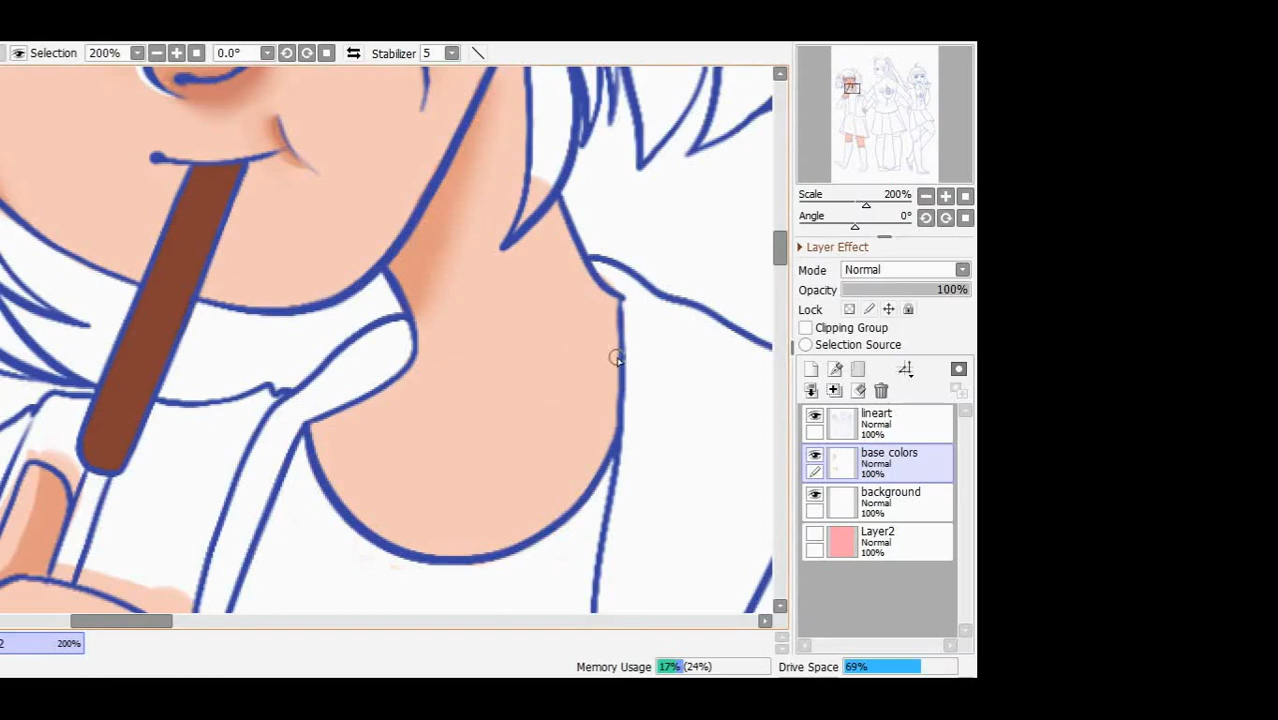 Selection 200% 0.0° Stabilizer 5
Scale 200%
Angle 0°
Layer Effect
Mode Normal
Opacity 100%
Lock
Clipping Group
Selection Source
lineart
Normal
100%
base colors
Normal
100%
background
Normal
100%
Layer2
Normal
100%
2 200%
Memory Usage 17% (24%) Drive Space 69%